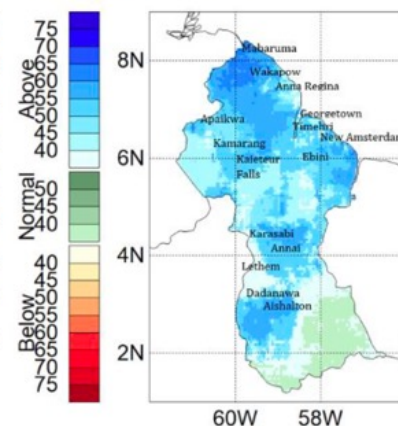 Above
75
70
65
60
55
50
45
40
Normal
50
45
40
Below
40
45
50
55
60
65
70
75
8N
6N
4N
2N
60W
58W
Mabaruma
Wakapow
Anna Regina
Georgetown
Apaikwa
Timehri
New Amsterdam
Kamarang
Kaieteur
Falls
Ebini
Karasabi
Annai
Lethem
Dadanawa
Aishalton